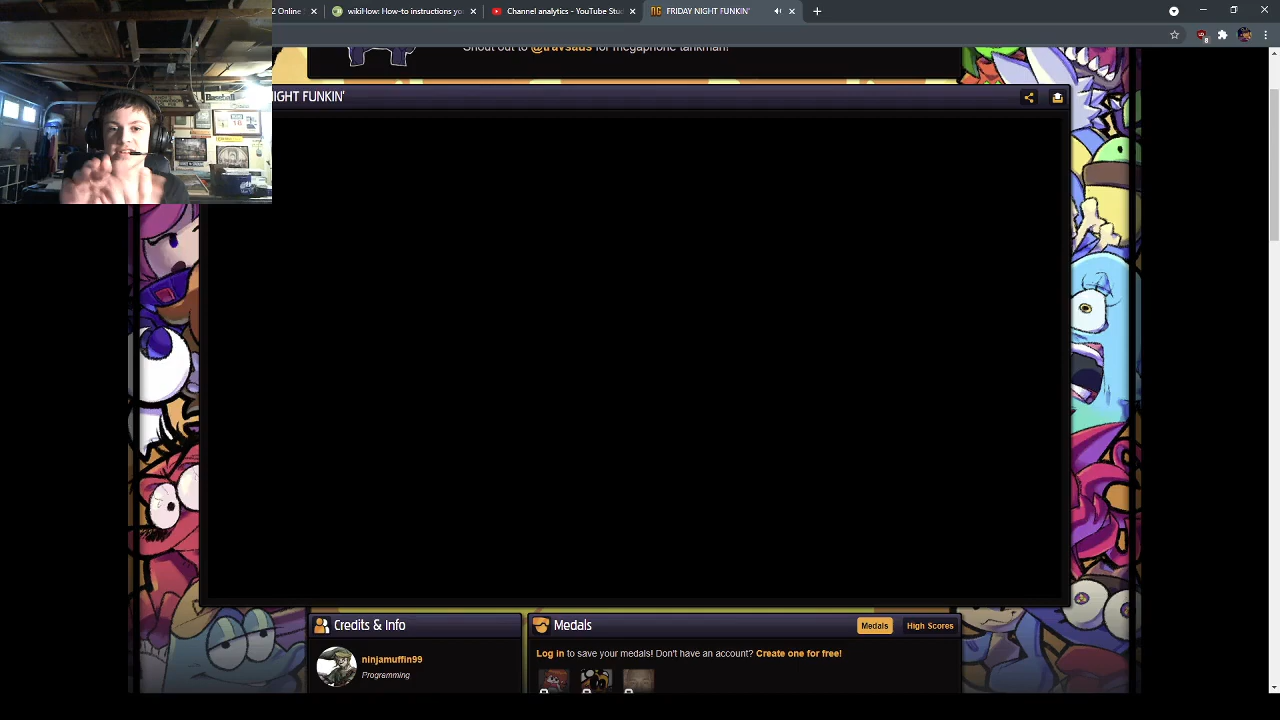 2 Online
wikiHow: How-to instructions yo
Channel analytics - YouTube Stu
FRIDAY NIGHT FUNKIN'
Shout out to @travsaus for megaphone tankman!
IGHT FUNKIN'
Baseball
Credits & Info
Medals
Medals
High Scores
Log in to save your medals! Don't have an account? Create one for free!
ninjamuffin99
Programming